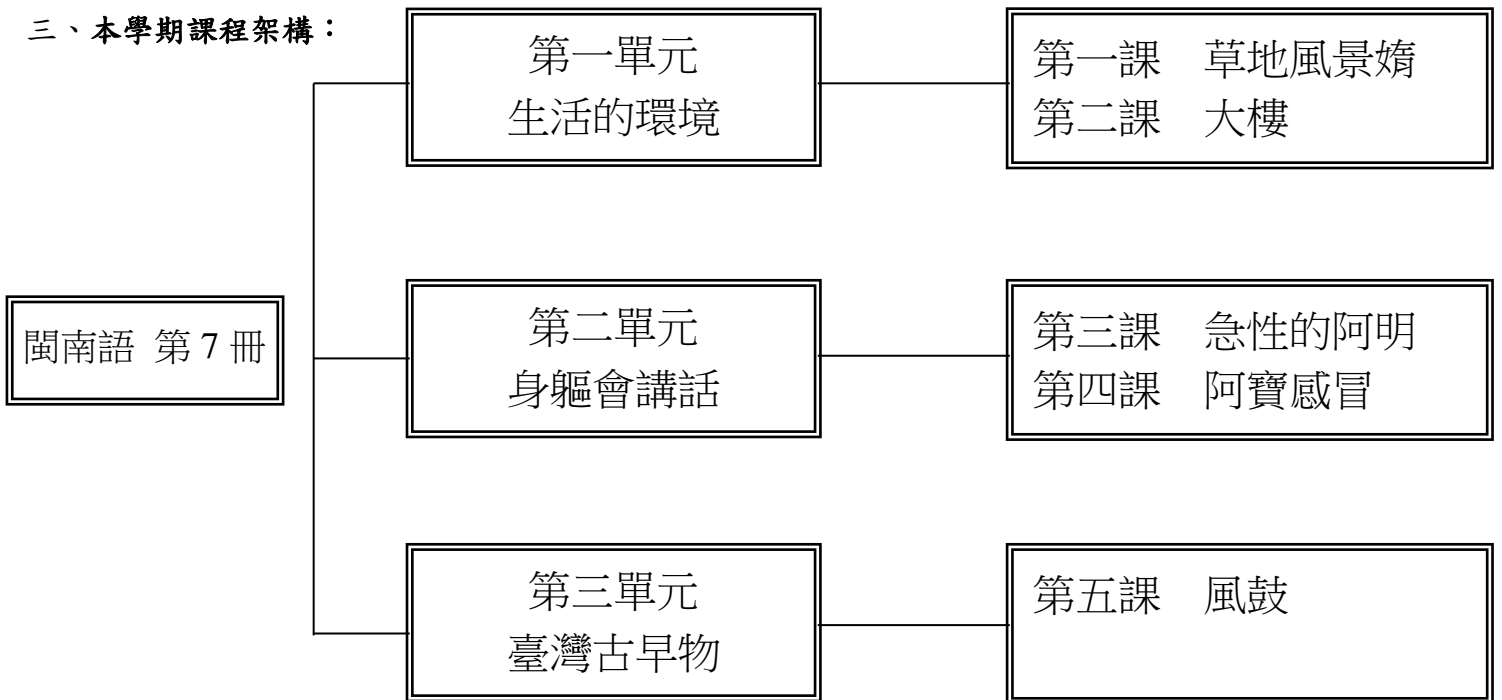 三、本學期課程架構：
閩南語 第 7 冊
第一單元
生活的環境
第一課 草地風景媠
第二課 大樓
第二單元
身軀會講話
第三課 急性的阿明
第四課 阿寶感冒
第三單元
臺灣古早物
第五課 風鼓